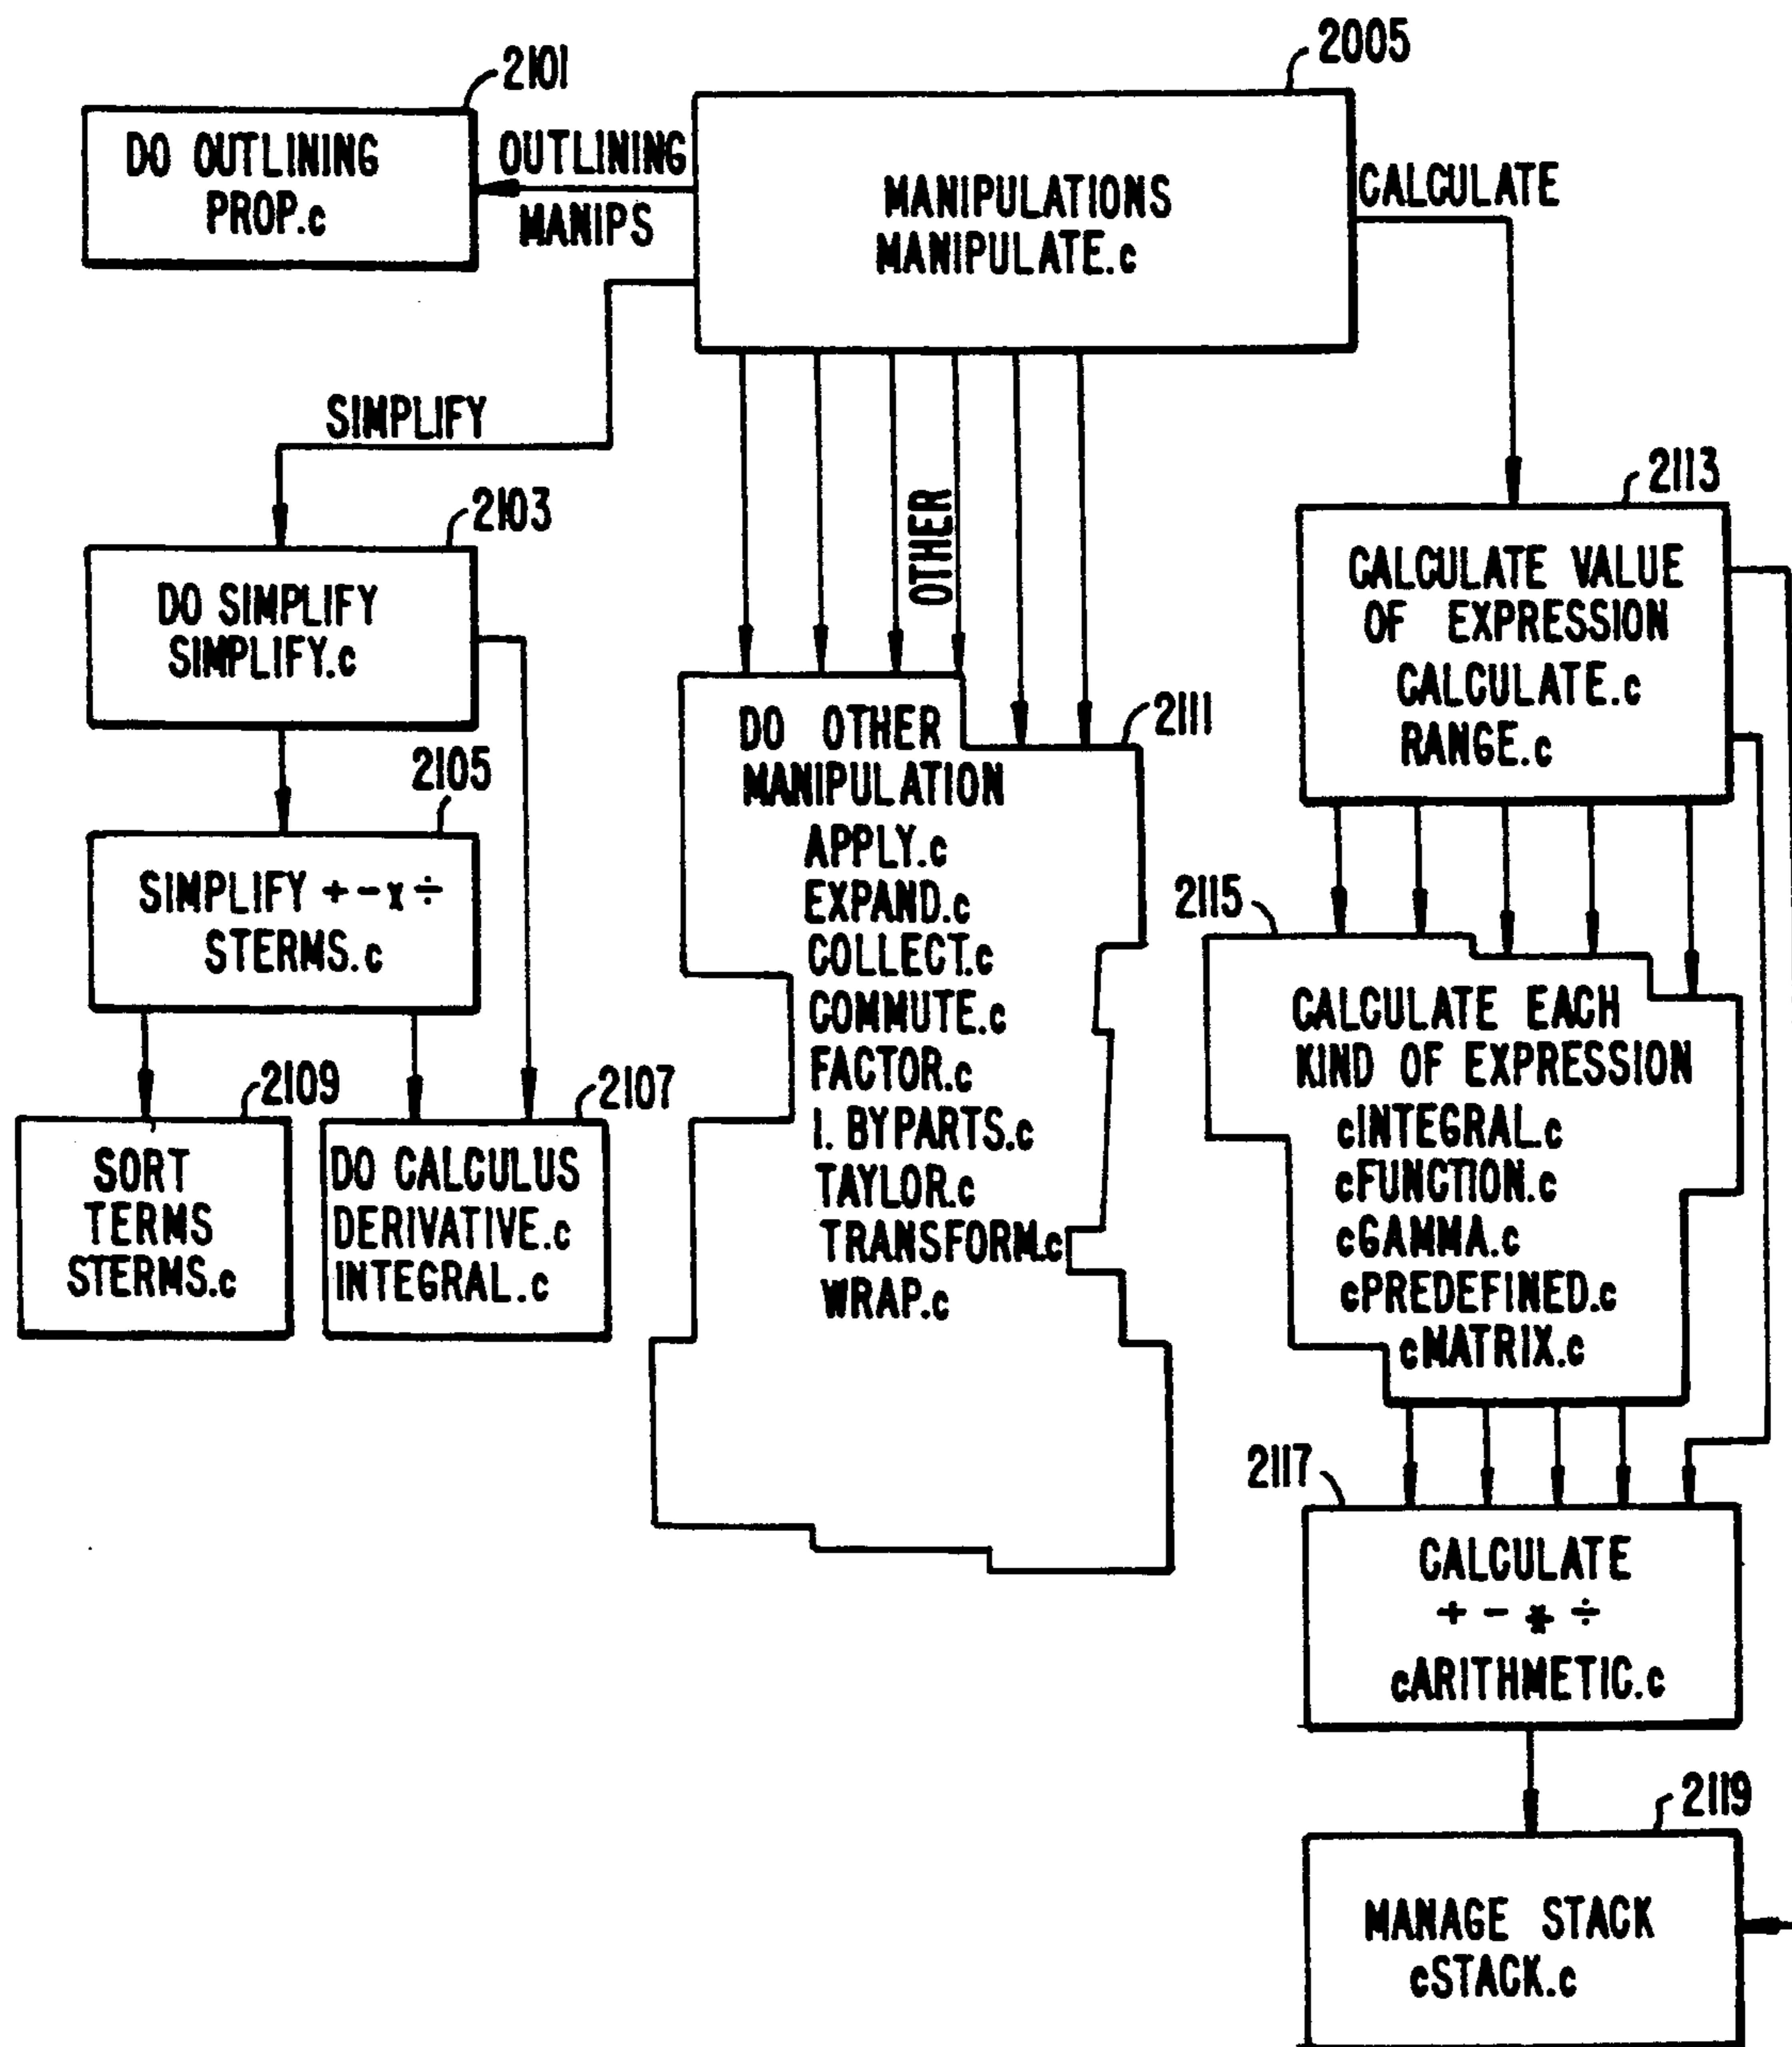 2005
2101
DO OUTLINING
PROP.c
OUTLINING
MANIPS
MANIPULATIONS
MANIPULATE.c
CALCULATE
SIMPLIFY
OTHER
2103
DO SIMPLIFY
SIMPLIFY.c
2105
SIMPLIFY + - x ÷
STERMS.c
2109
SORT
TERMS
STERMS.c
2107
DO CALCULUS
DERIVATIVE.c
INTEGRAL.c
2111
DO OTHER
MANIPULATION
APPLY.c
EXPAND.c
COLLECT.c
COMMUTE.c
FACTOR.c
I. BYPARTS.c
TAYLOR.c
TRANSFORM.c
WRAP.c
2113
CALCULATE VALUE
OF EXPRESSION
CALCULATE.c
RANGE.c
2115
CALCULATE EACH
KIND OF EXPRESSION
cINTEGRAL.c
cFUNCTION.c
cGAMMA.c
cPREDEFINED.c
cMATRIX.c
2117
CALCULATE
+ - * ÷
cARITHMETIC.c
2119
MANAGE STACK
cSTACK.c